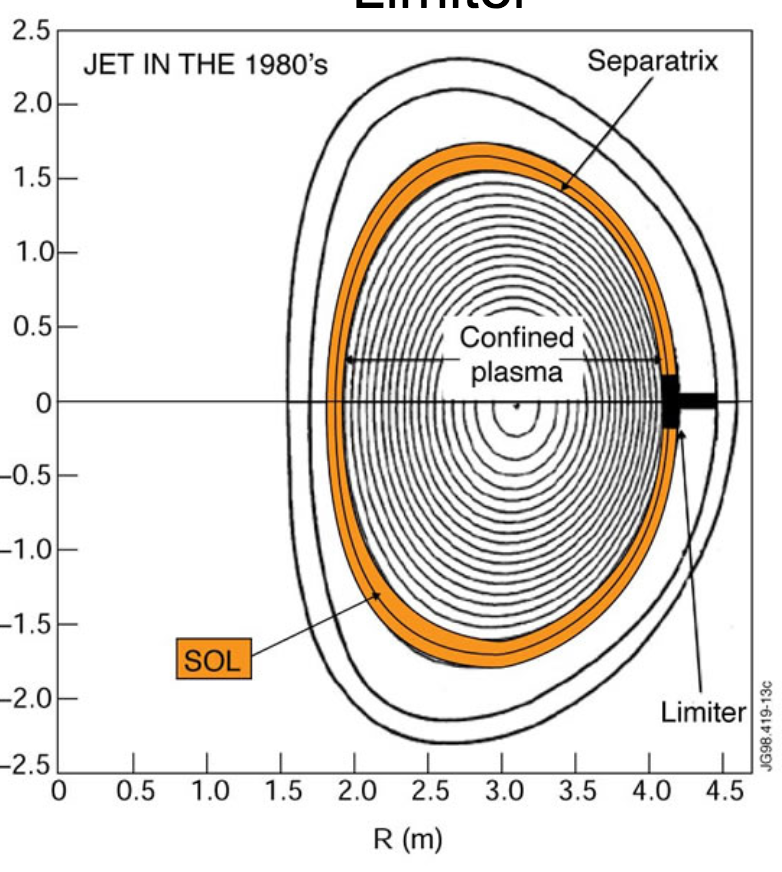 Limiter
2.5
JET IN THE 1980's
Separatrix
2.0
1.5
1.0
0.5
Confined
plasma
0
–0.5
–1.0
–1.5
SOL
–2.0
Limiter
–2.5
0 0.5 1.0 1.5 2.0 2.5 3.0 3.5 4.0 4.5
R (m)
JG98.419-13c